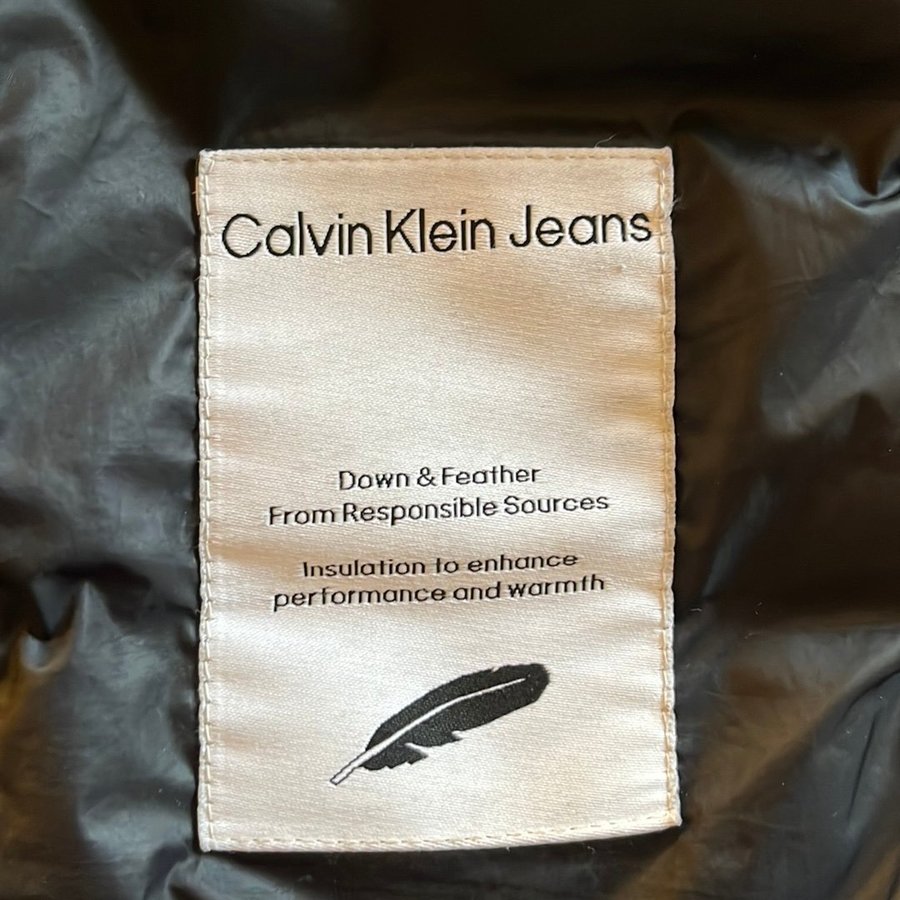 Calvin Klein Jeans
Down & Feather
From Responsible Sources
Insulation to enhance
performance and warmth